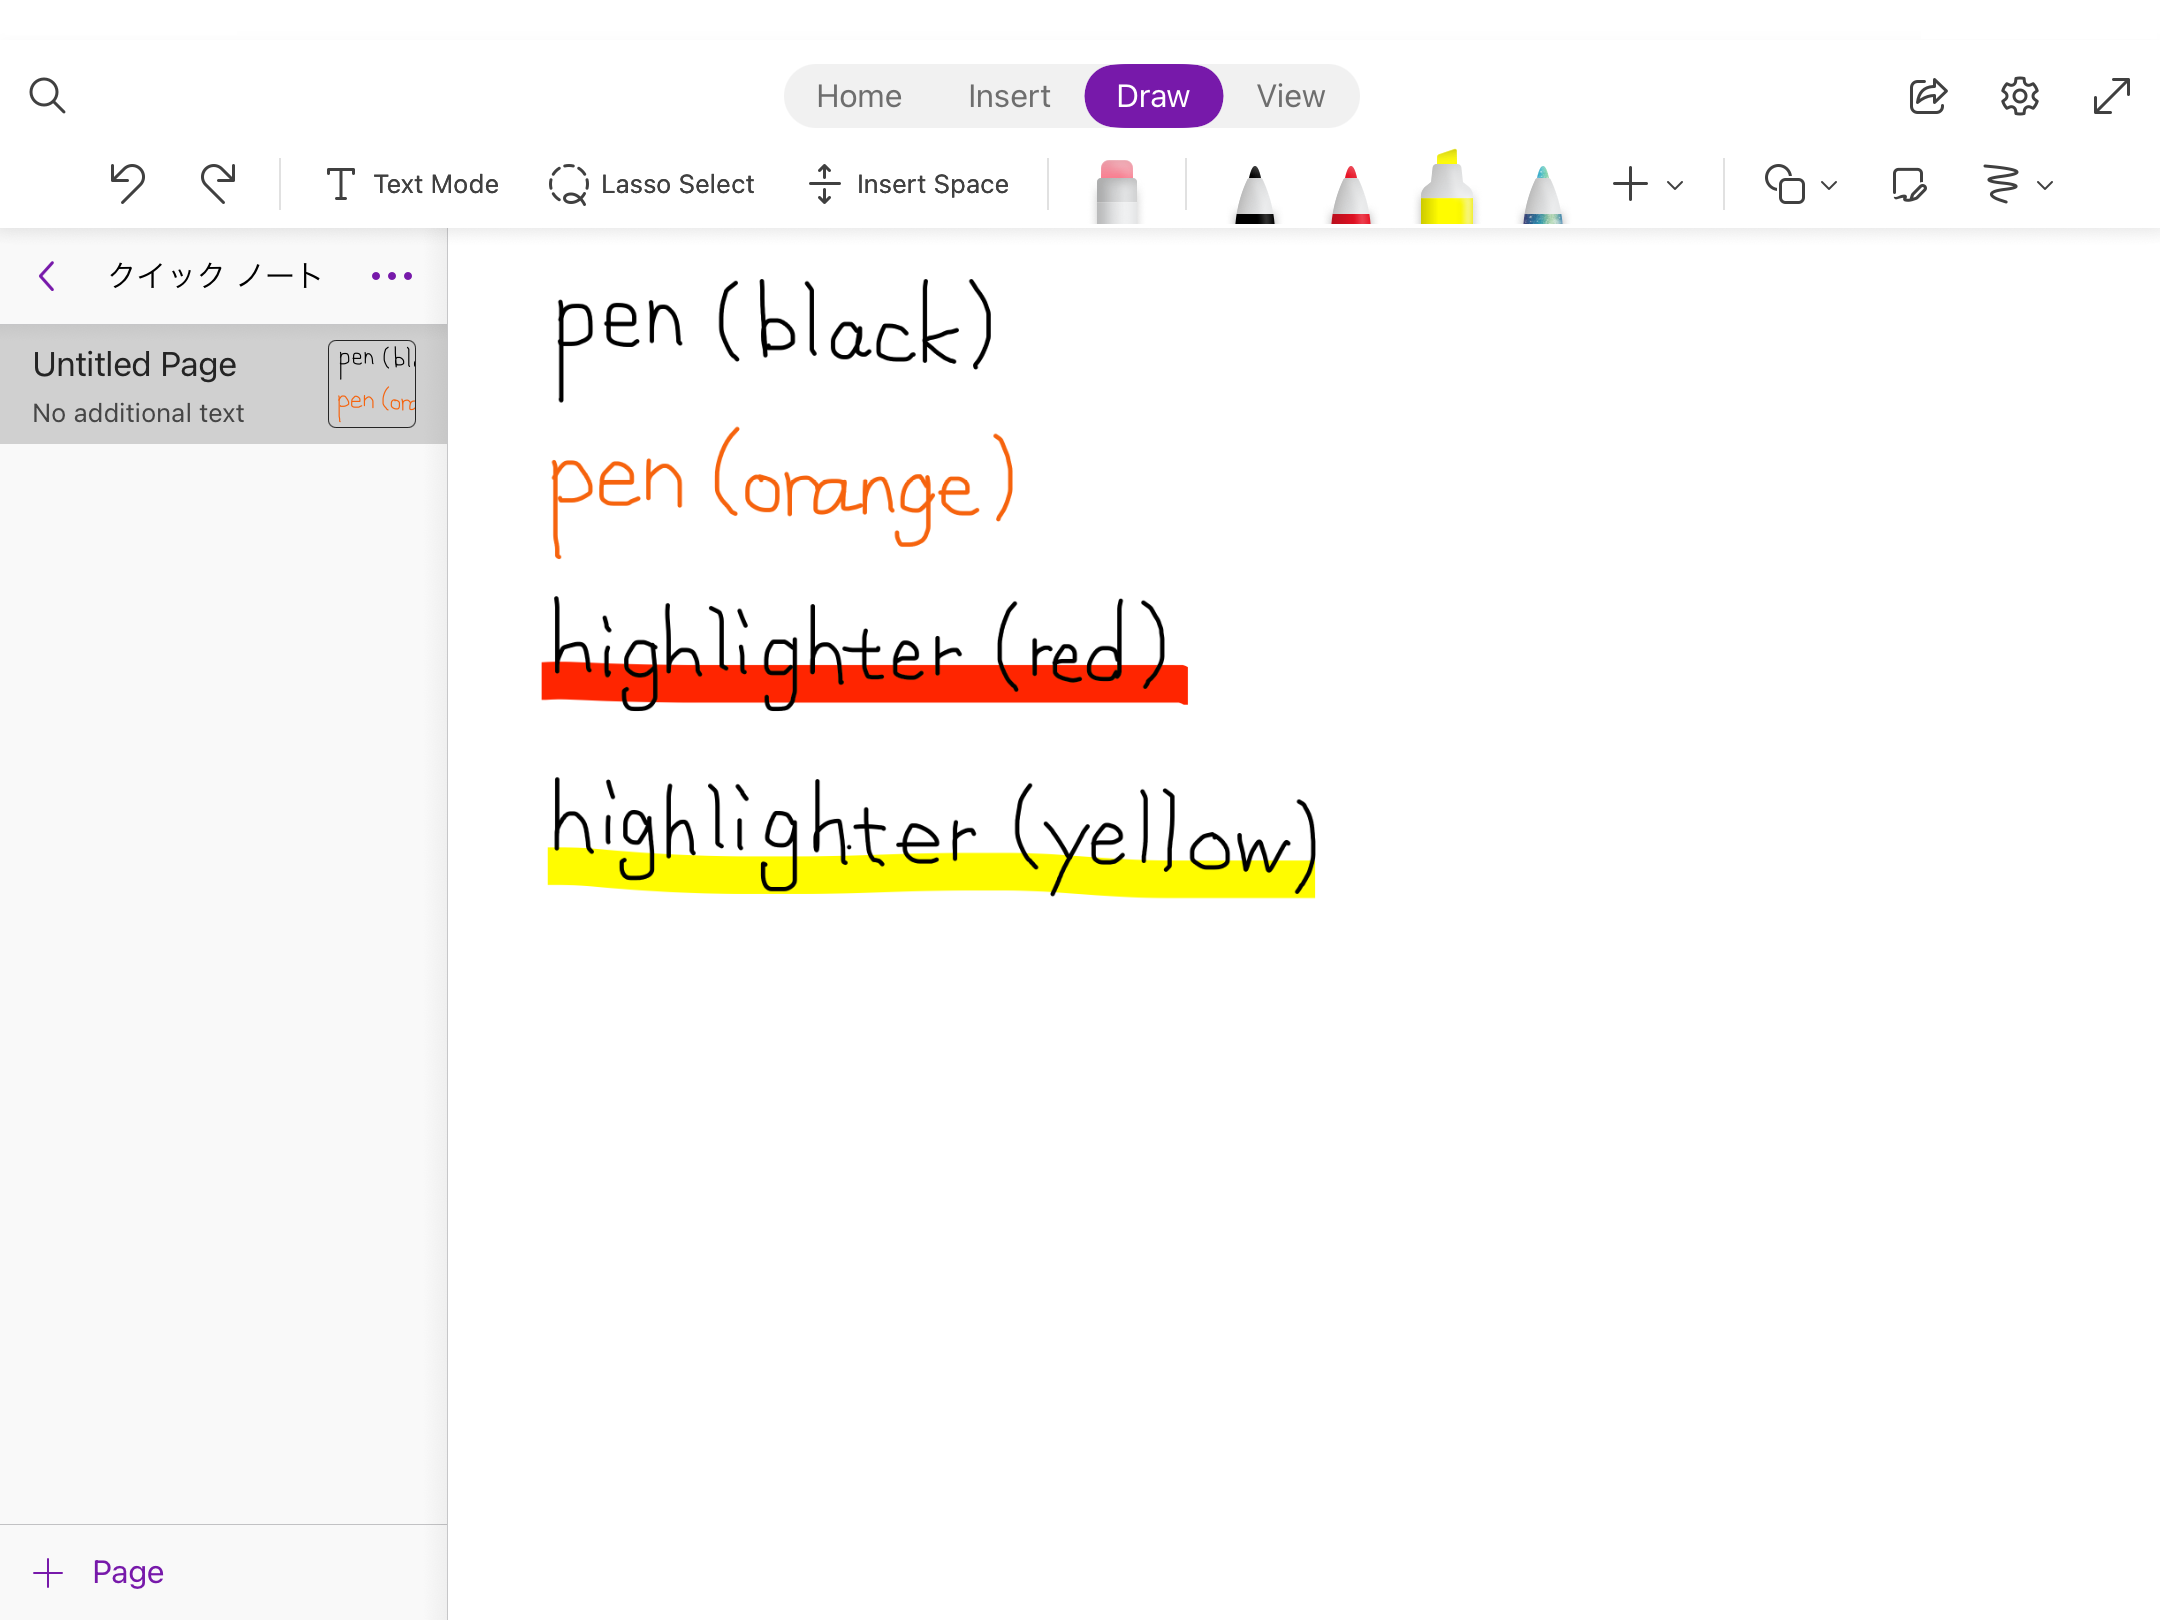 Home Insert Draw View
Text Mode Lasso Select Insert Space
クイック ノート
Untitled Page
No additional text
pen (bl
pen (ora
pen (black)
pen (orange)
highlighter (red)
highlighter (yellow)
Page